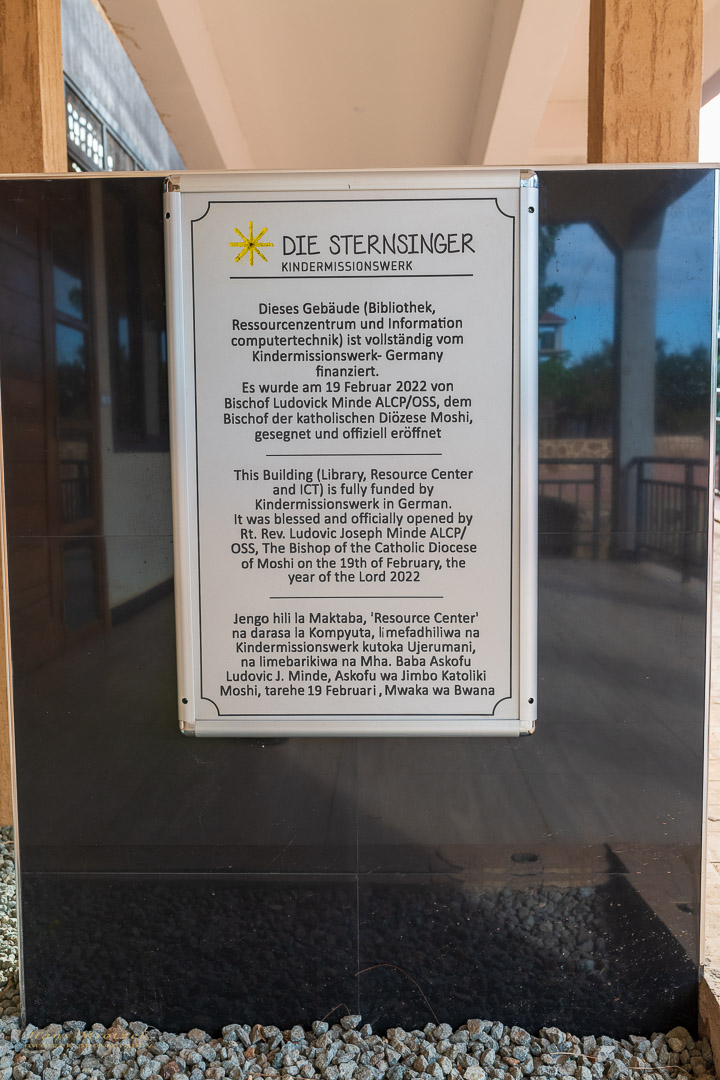 DIE STERNSINGER
KINDERMISSIONSWERK
Dieses Gebäude (Bibliothek,
Ressourcenzentrum und Information
computertechnik) ist vollständig vom
Kindermissionswerk- Germany
finanziert.
Es wurde am 19 Februar 2022 von
Bischof Ludovick Minde ALCP/OSS, dem
Bischof der katholischen Diözese Moshi,
gesegnet und offiziell eröffnet
This Building (Library, Resource Center
and ICT) is fully funded by
Kindermissionswerk in German.
It was blessed and officially opened by
Rt. Rev. Ludovic Joseph Minde ALCP/
OSS, The Bishop of the Catholic Diocese
of Moshi on the 19th of February, the
year of the Lord 2022
Jengo hili la Maktaba, 'Resource Center'
na darasa la Kompyuta, limefadhiliwa na
Kindermissionswerk kutoka Ujerumani,
na limebarikiwa na Mha. Baba Askofu
Ludovic J. Minde, Askofu wa Jimbo Katoliki
Moshi, tarehe 19 Februari, Mwaka wa Bwana